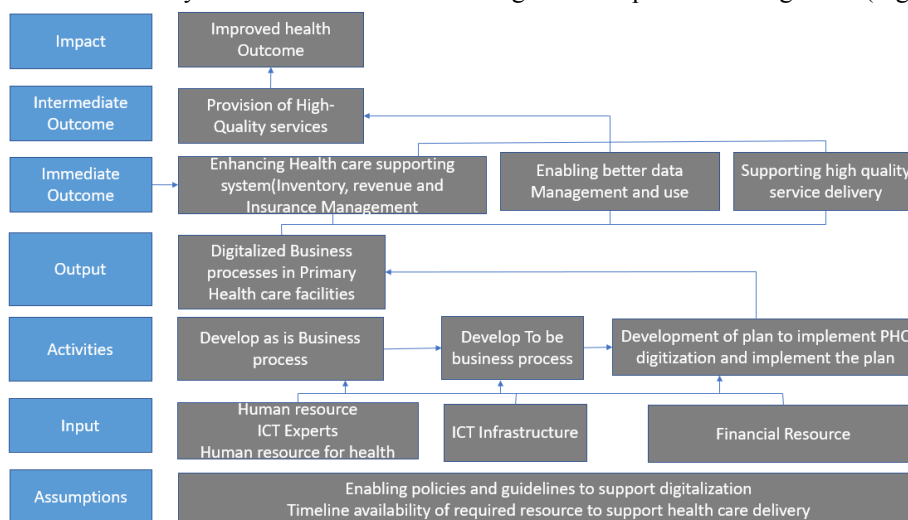 Impact
Improved health
Outcome
Intermediate
Outcome
Provision of High-
Quality services
Immediate
Outcome
Enhancing Health care supporting
system(Inventory, revenue and
Insurance Management
Enabling better data
Management and use
Supporting high quality
service delivery
Output
Digitalized Business
processes in Primary
Health care facilities
Activities
Develop as is Business
process
Develop To be
business process
Development of plan to implement PHC
digitization and implement the plan
Input
Human resource
ICT Experts
Human resource for health
ICT Infrastructure
Financial Resource
Assumptions
Enabling policies and guidelines to support digitalization
Timeline availability of required resource to support health care delivery